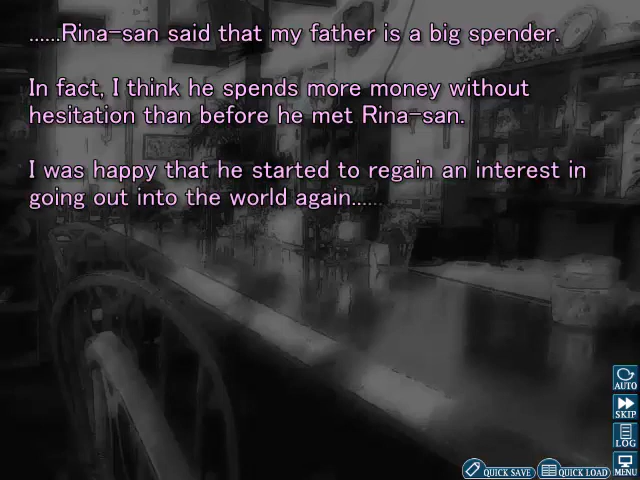 ......Rina-san said that my father is a big spender.
In fact, I think he spends more money without
hesitation than before he met Rina-san.
I was happy that he started to regain an interest in
going out into the world again......
AUTO
SKIP
LOG
QUICK SAVE
QUICK LOAD
MENU